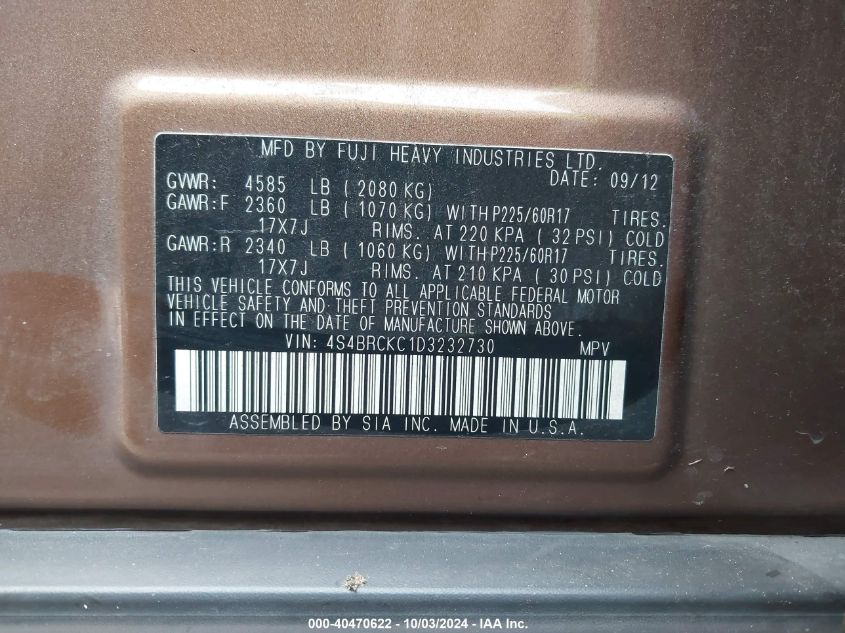 MFD BY FUJI HEAVY INDUSTRIES LTD.
DATE: 09/12
GVWR: 4585 LB ( 2080 KG)
GAWR:F 2360 LB ( 1070 KG) WITH P225/60R17 TIRES.
17X7J RIMS. AT 220 KPA ( 32 PSI) COLD
GAWR:R 2340 LB ( 1060 KG) WITH P225/60R17 TIRES.
17X7J RIMS. AT 210 KPA ( 30 PSI) COLD
THIS VEHICLE CONFORMS TO ALL APPLICABLE FEDERAL MOTOR
VEHICLE SAFETY AND THEFT PREVENTION STANDARDS
IN EFFECT ON THE DATE OF MANUFACTURE SHOWN ABOVE.
VIN: 4S4BRCKC1D3232730 MPV
ASSEMBLED BY SIA INC. MADE IN U.S.A.
000-40470622 - 10/03/2024 - IAA Inc.